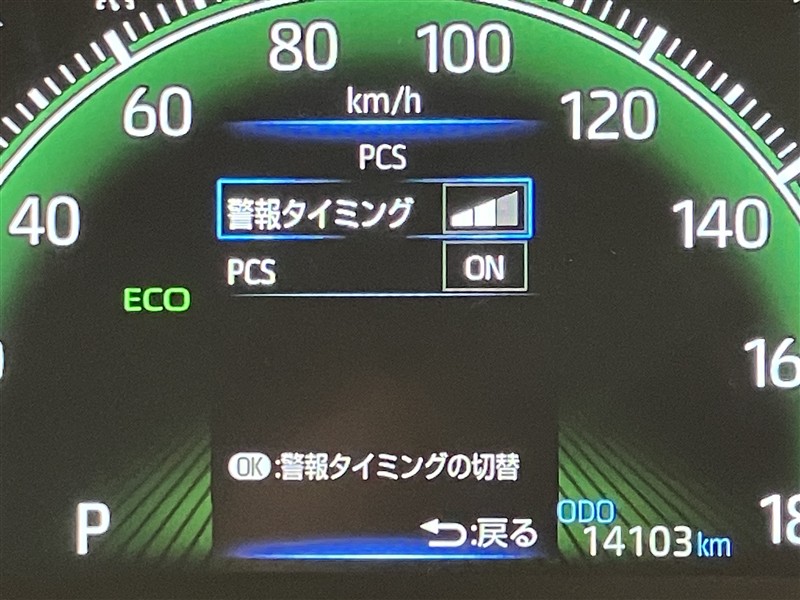 80
100
km/h
60
120
PCS
40
警報タイミング
140
PCS
ON
ECO
OK:警報タイミングの切替
P
:戻る
ODO
14103km